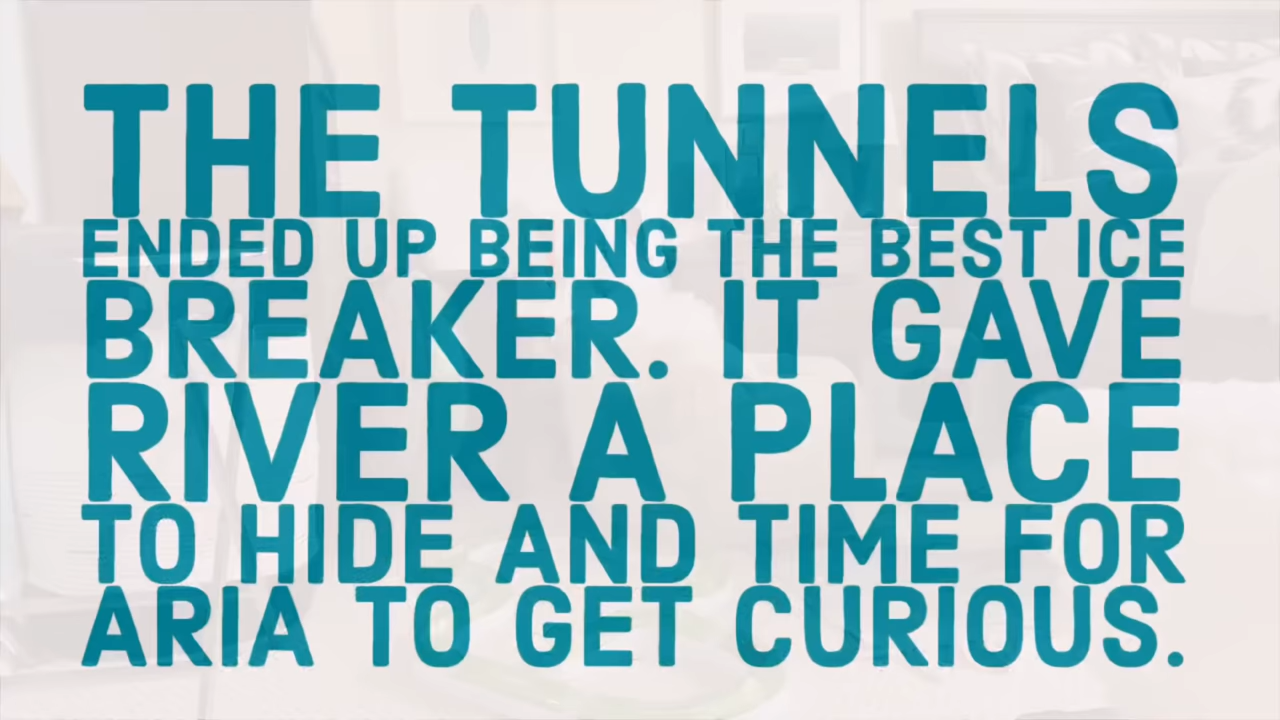 THE TUNNELS
ENDED UP BEING THE BEST ICE
BREAKER. IT GAVE
RIVER A PLACE
TO HIDE AND TIME FOR
ARIA TO GET CURIOUS.